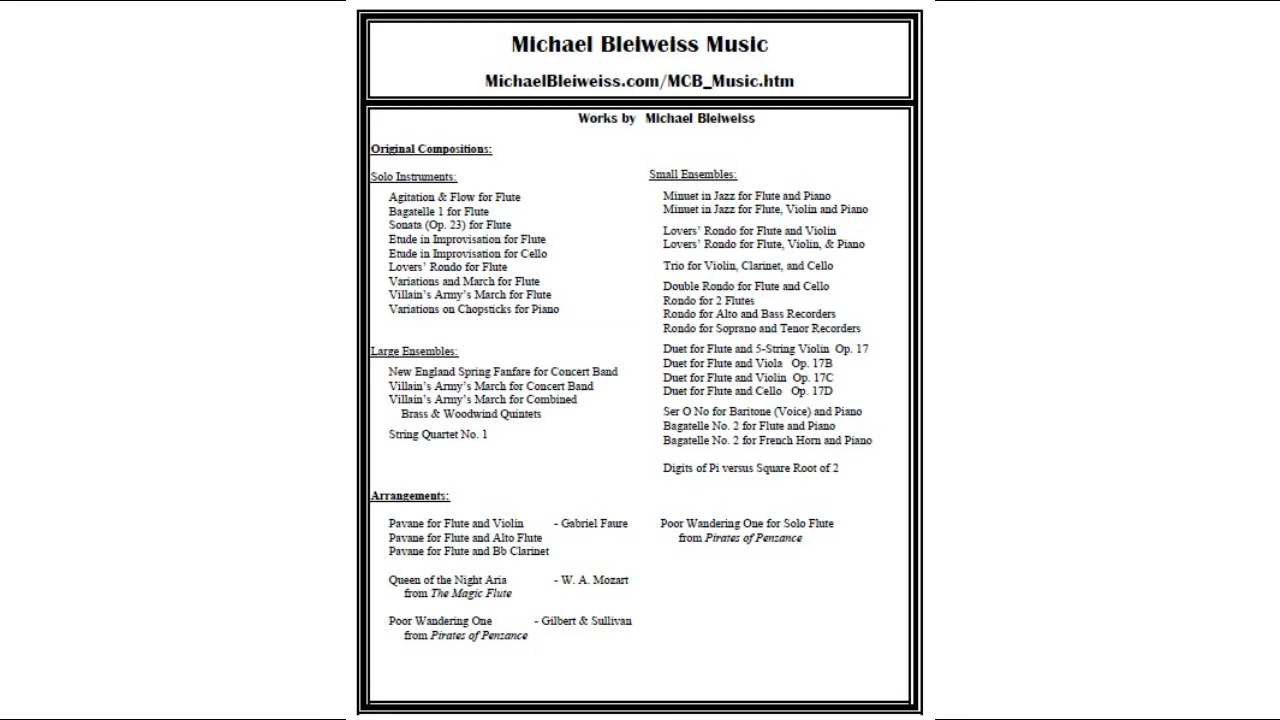 Michael Bleiweiss Music
MichaelBleiweiss.com/MCB_Music.htm
Works by Michael Bleiweiss
Original Compositions:
Solo Instruments:
Agitation & Flow for Flute
Bagatelle 1 for Flute
Sonata (Op. 23) for Flute
Etude in Improvisation for Flute
Etude in Improvisation for Cello
Lovers' Rondo for Flute
Variations and March for Flute
Villain's Army's March for Flute
Variations on Chopsticks for Piano
Large Ensembles:
New England Spring Fanfare for Concert Band
Villain's Army's March for Concert Band
Villain's Army's March for Combined
Brass & Woodwind Quintets
String Quartet No. 1
Small Ensembles:
Minuet in Jazz for Flute and Piano
Minuet in Jazz for Flute, Violin and Piano
Lovers' Rondo for Flute and Violin
Lovers' Rondo for Flute, Violin, & Piano
Trio for Violin, Clarinet, and Cello
Double Rondo for Flute and Cello
Rondo for 2 Flutes
Rondo for Alto and Bass Recorders
Rondo for Soprano and Tenor Recorders
Duet for Flute and 5-String Violin Op. 17
Duet for Flute and Viola Op. 17B
Duet for Flute and Violin Op. 17C
Duet for Flute and Cello Op. 17D
Ser O No for Baritone (Voice) and Piano
Bagatelle No. 2 for Flute and Piano
Bagatelle No. 2 for French Horn and Piano
Digits of Pi versus Square Root of 2
Arrangements:
Pavane for Flute and Violin - Gabriel Faure
Pavane for Flute and Alto Flute
Pavane for Flute and Bb Clarinet
Queen of the Night Aria - W. A. Mozart
from The Magic Flute
Poor Wandering One - Gilbert & Sullivan
from Pirates of Penzance
Poor Wandering One for Solo Flute
from Pirates of Penzance